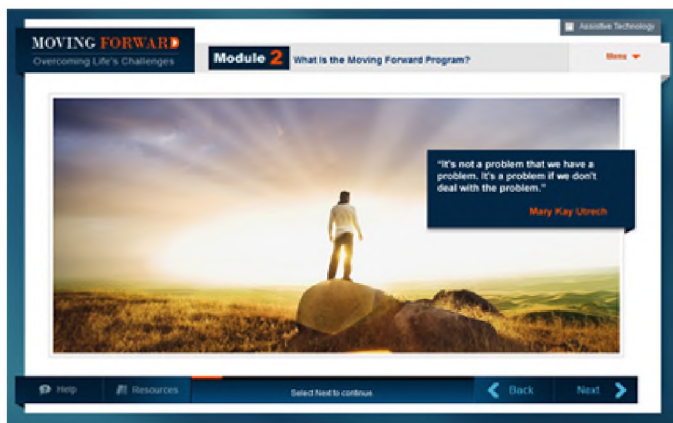 Assistive Technology
MOVING FORWARD
Overcoming Life's Challenges
Module 2 What is the Moving Forward Program?
Menu
"It's not a problem that we have a
problem. It's a problem if we don't
deal with the problem."
Mary Kay Utrech
Help
Resources
Select Next to continue.
Back
Next